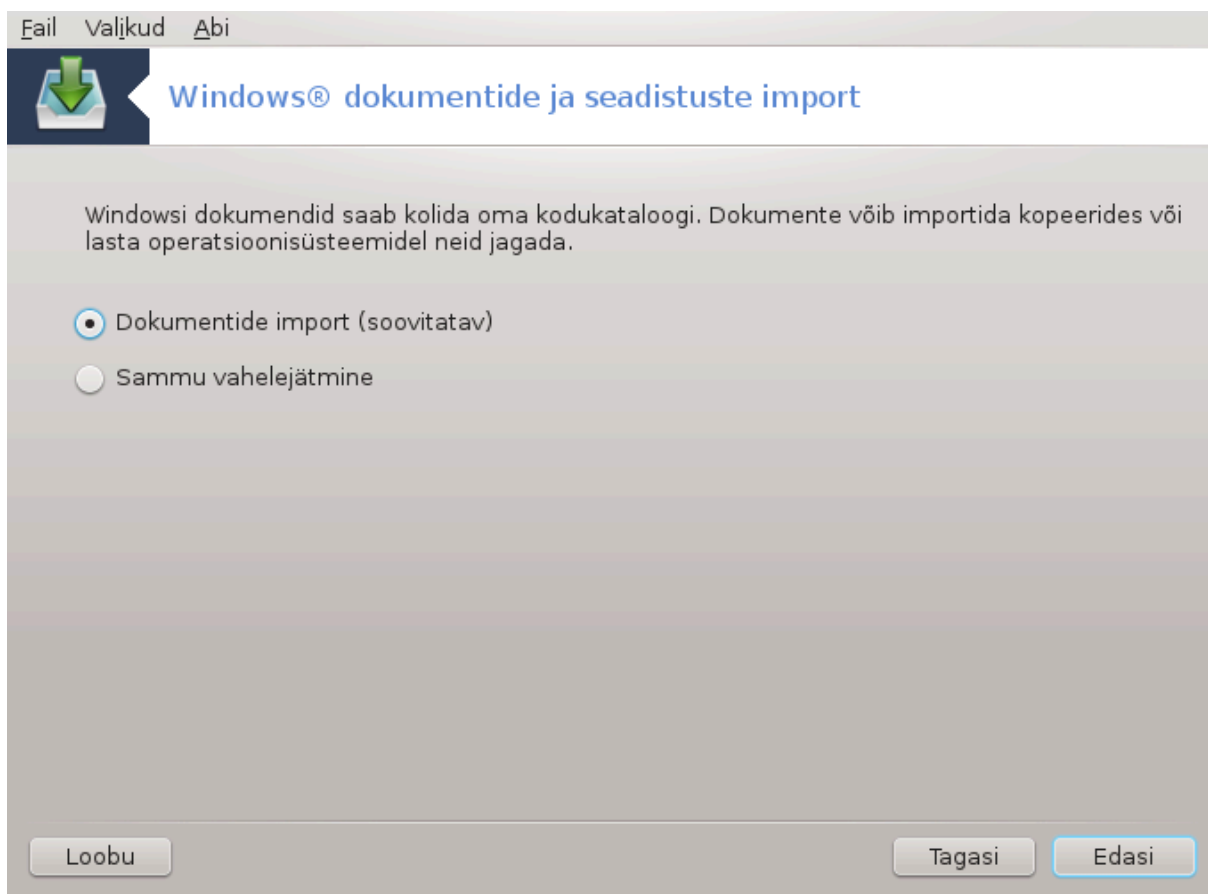 Fail Valikud Abi
Windows® dokumentide ja seadistuste import
Windowsi dokumendid saab kolida oma kodukataloogi. Dokumente võib importida kopeerides või
lasta operatsioonisüsteemidel neid jagada.
Dokumentide import (soovitatav)
Sammu vahelejätmine
Loobu Tagasi Edasi